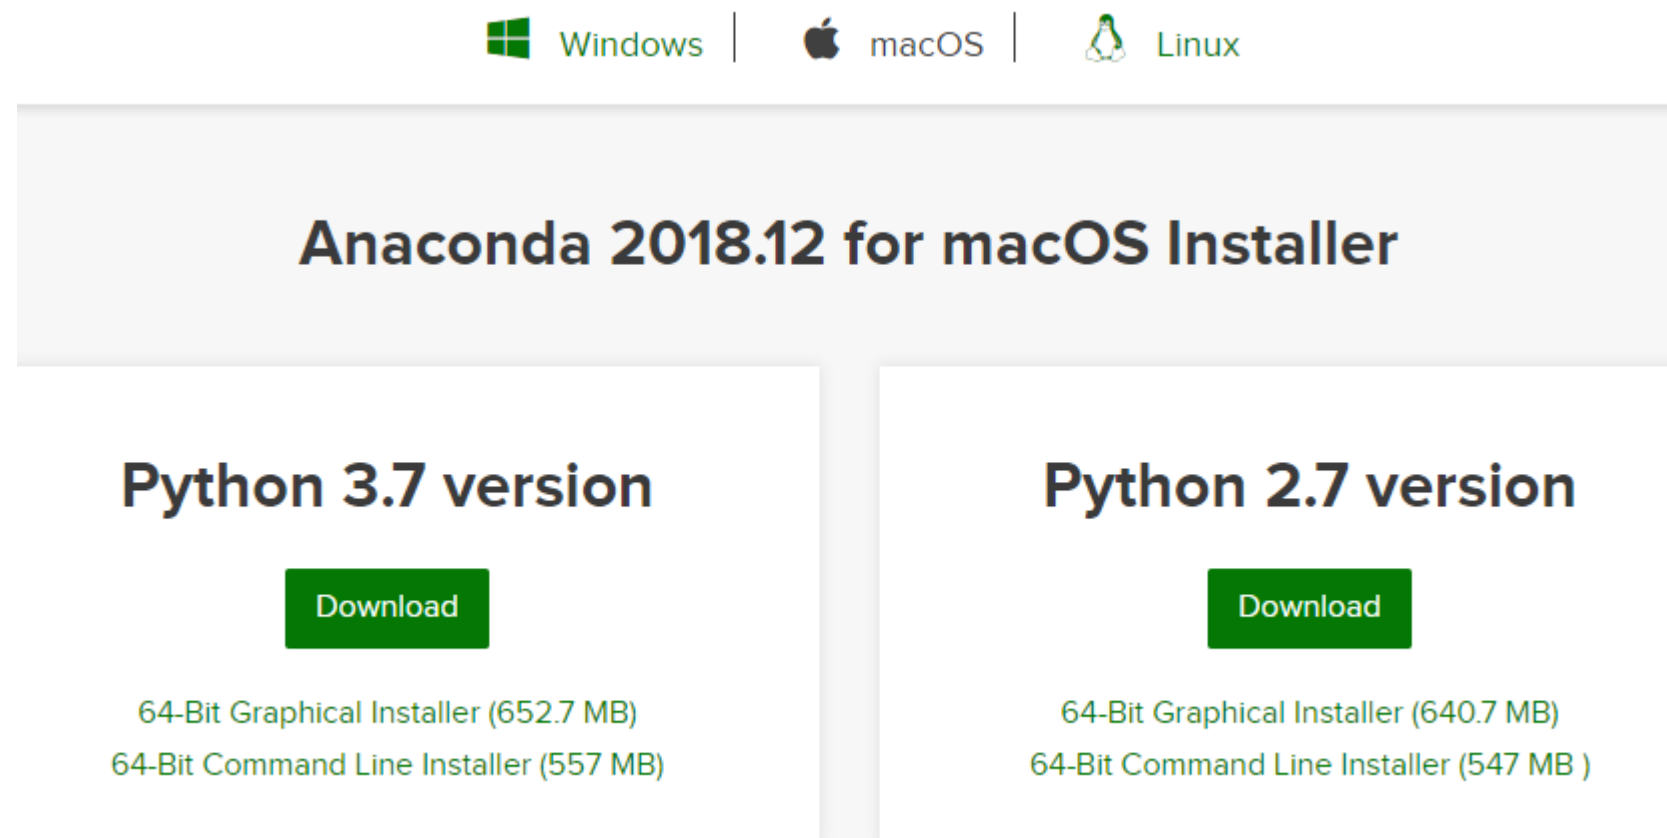 Windows | macOS | Linux
Anaconda 2018.12 for macOS Installer
Python 3.7 version
Download
64-Bit Graphical Installer (652.7 MB)
64-Bit Command Line Installer (557 MB)
Python 2.7 version
Download
64-Bit Graphical Installer (640.7 MB)
64-Bit Command Line Installer (547 MB )